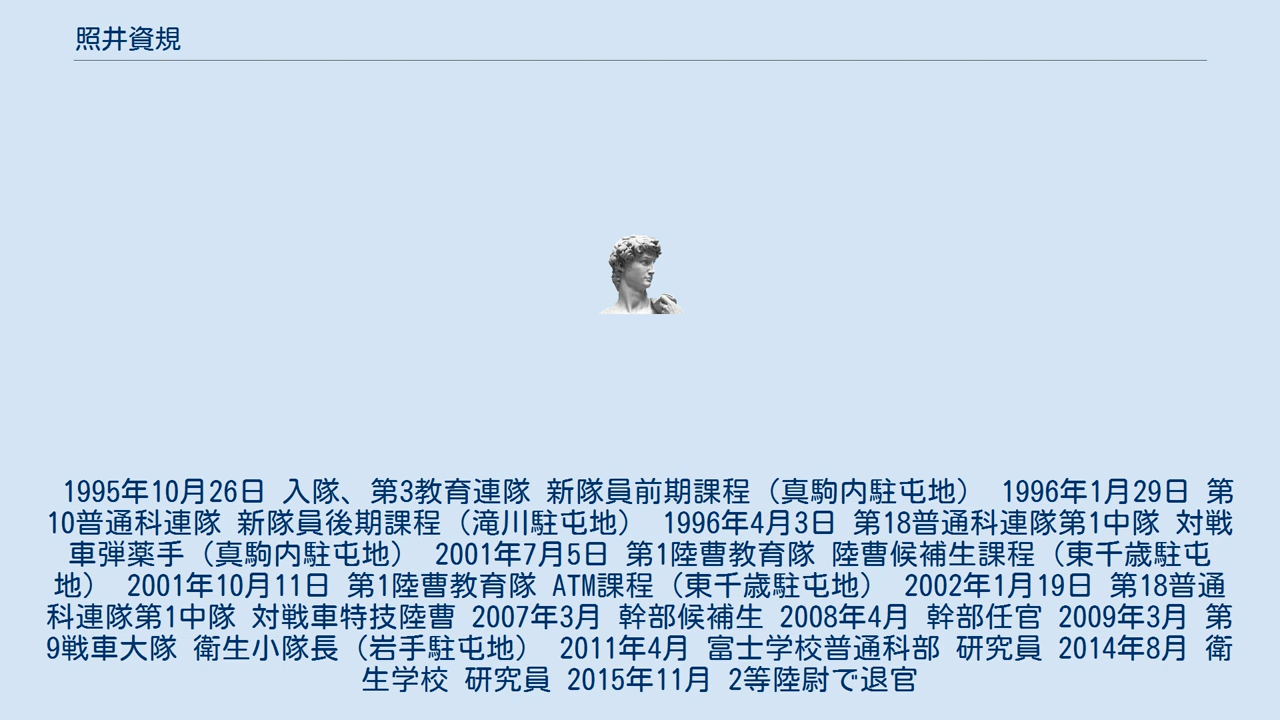 照井資規
1995年10月26日 入隊、第3教育連隊 新隊員前期課程（真駒内駐屯地） 1996年1月29日 第
10普通科連隊 新隊員後期課程（滝川駐屯地） 1996年4月3日 第18普通科連隊第1中隊 対戦
車弾薬手（真駒内駐屯地） 2001年7月5日 第1陸曹教育隊 陸曹候補生課程（東千歳駐屯
地） 2001年10月11日 第1陸曹教育隊 ATM課程（東千歳駐屯地） 2002年1月19日 第18普通
科連隊第1中隊 対戦車特技陸曹 2007年3月 幹部候補生 2008年4月 幹部任官 2009年3月 第
9戦車大隊 衛生小隊長（岩手駐屯地） 2011年4月 富士学校普通科部 研究員 2014年8月 衛
生学校 研究員 2015年11月 2等陸尉で退官